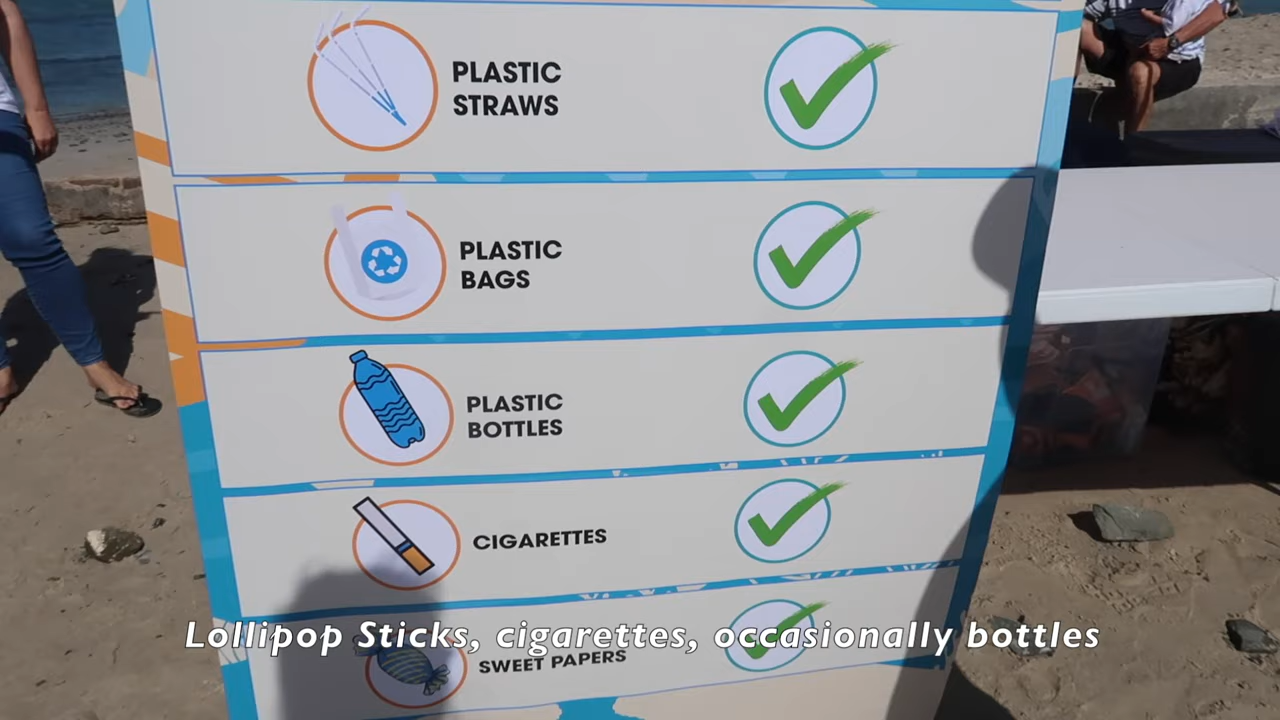 PLASTIC
STRAWS
PLASTIC
BAGS
PLASTIC
BOTTLES
CIGARETTES
Lollipop Sticks, cigarettes, occasionally bottles
SWEET PAPERS